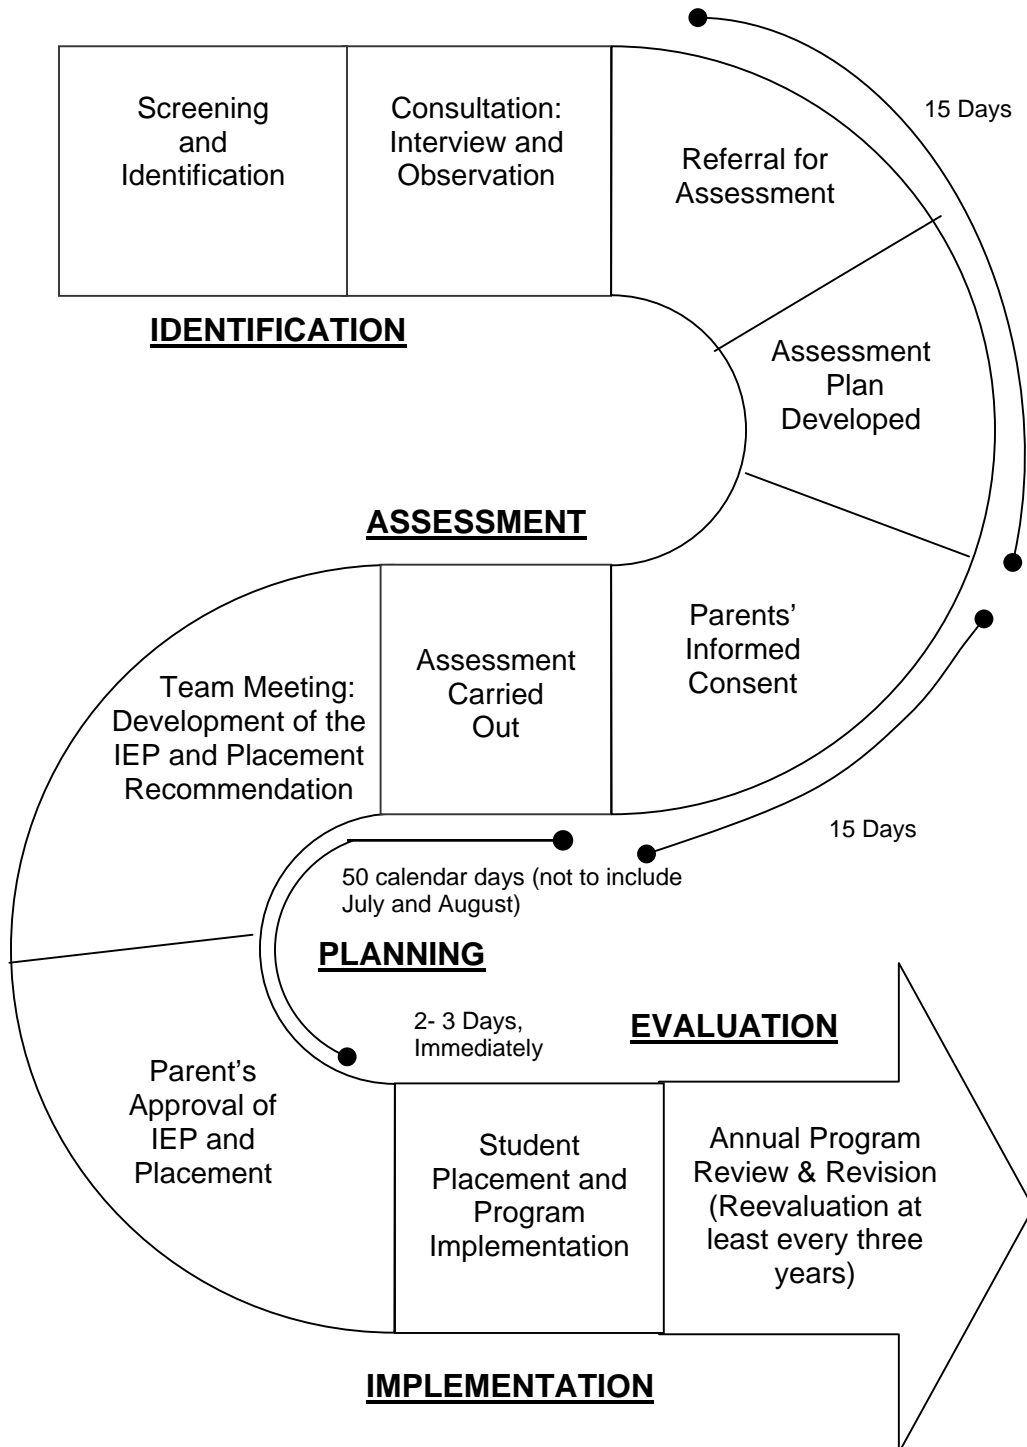 Screening
and
Identification
Consultation:
Interview and
Observation
Referral for
Assessment
15 Days
IDENTIFICATION
Assessment
Plan
Developed
ASSESSMENT
Parents’
Informed
Consent
15 Days
Assessment
Carried
Out
Team Meeting:
Development of the
IEP and Placement
Recommendation
50 calendar days (not to include
July and August)
PLANNING
Parent’s
Approval of
IEP and
Placement
2- 3 Days,
Immediately
Student
Placement and
Program
Implementation
IMPLEMENTATION
EVALUATION
Annual Program
Review & Revision
(Reevaluation at
least every three
years)